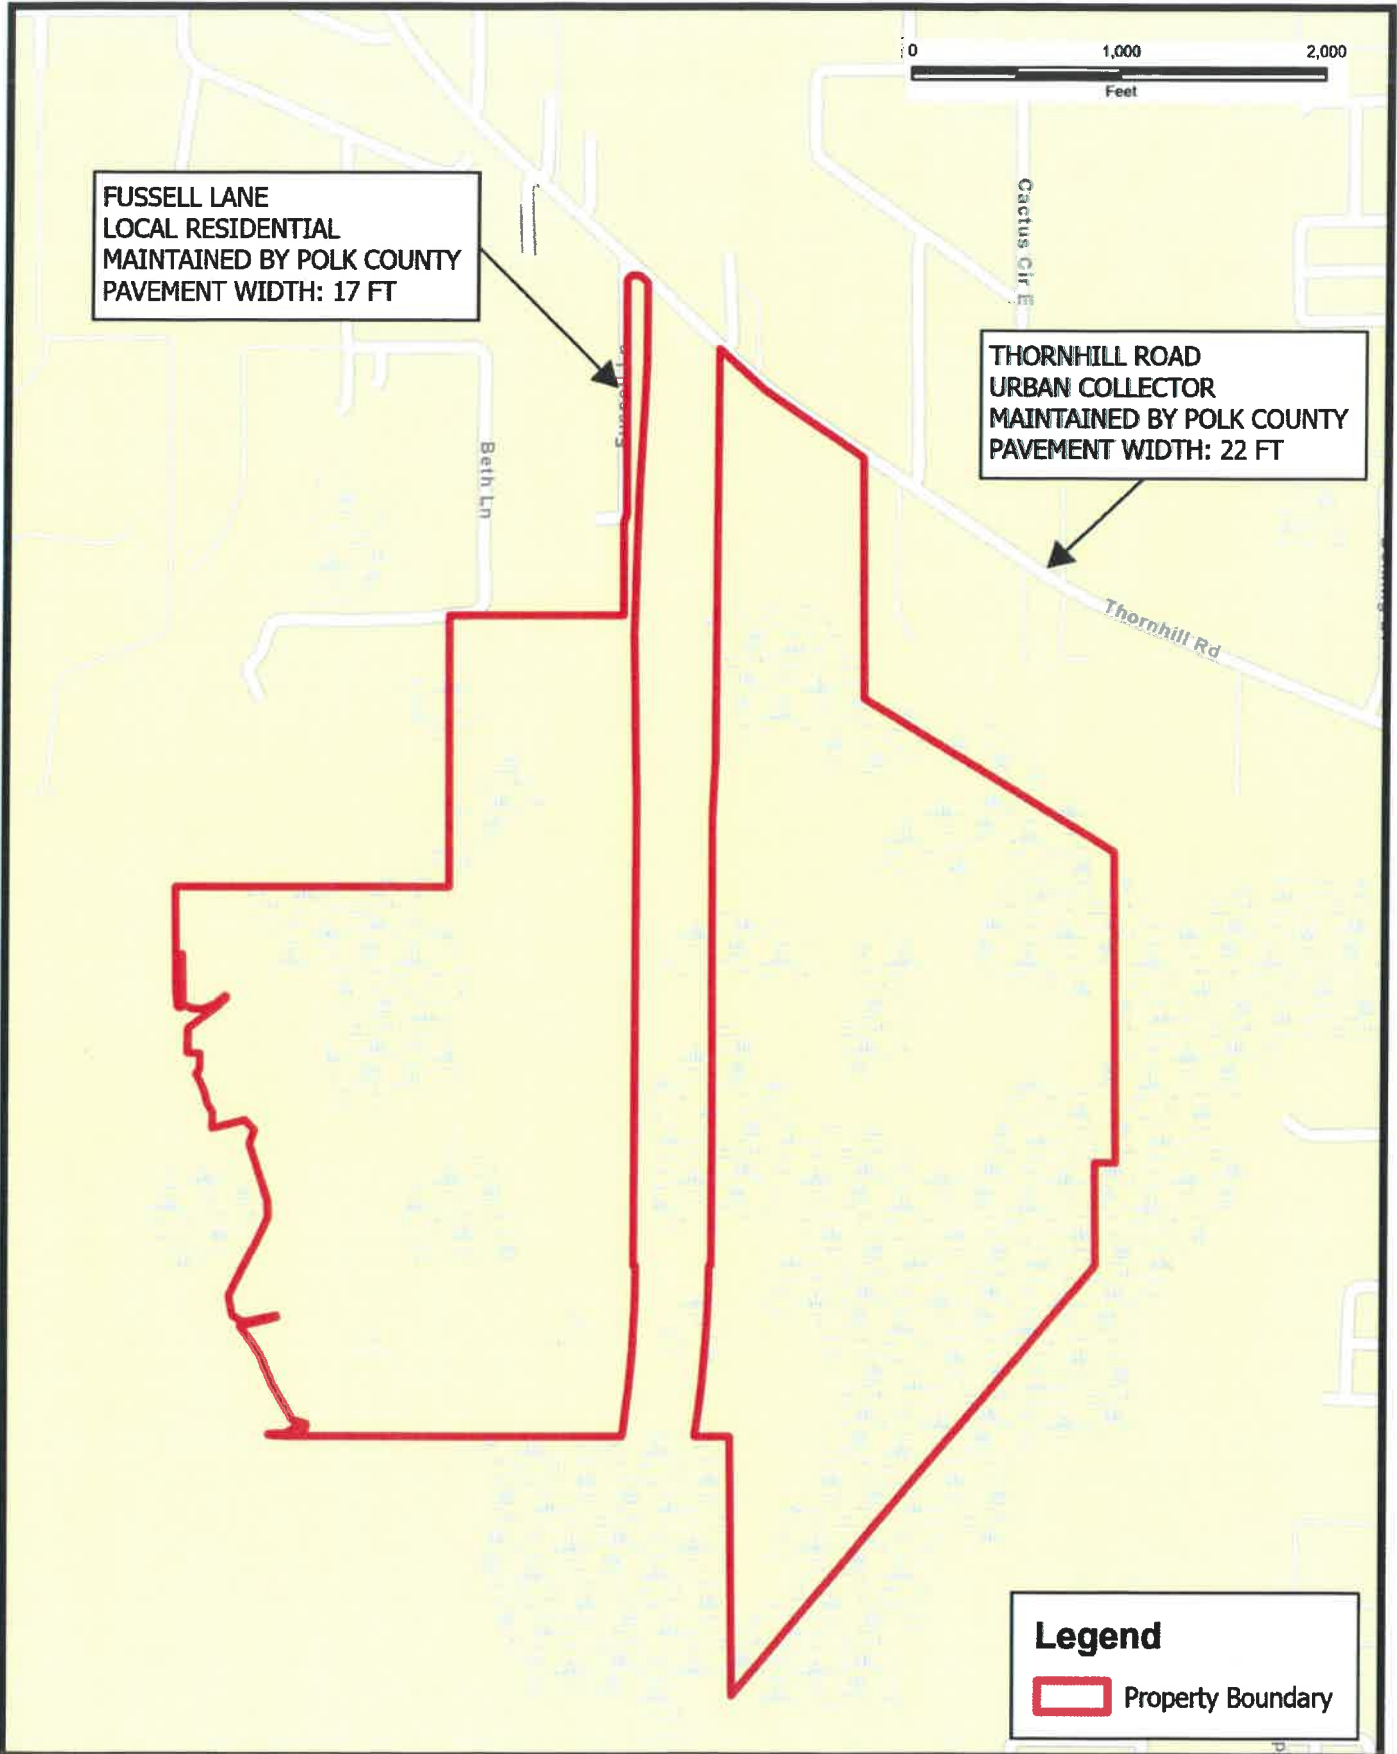 0 1,000 2,000
Feet
FUSSELL LANE
LOCAL RESIDENTIAL
MAINTAINED BY POLK COUNTY
PAVEMENT WIDTH: 17 FT
Cactus Cir E
THORNHILL ROAD
URBAN COLLECTOR
MAINTAINED BY POLK COUNTY
PAVEMENT WIDTH: 22 FT
Beth Ln
Thornhill Rd
Legend
Property Boundary